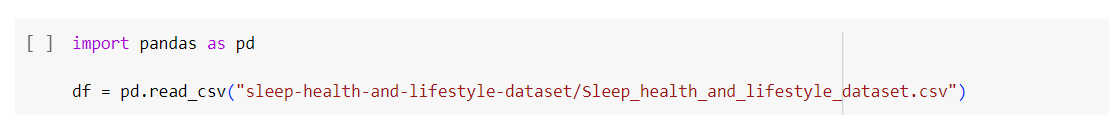 [ ] import pandas as pd
df = pd.read_csv("sleep-health-and-lifestyle-dataset/Sleep_health_and_lifestyle_dataset.csv")